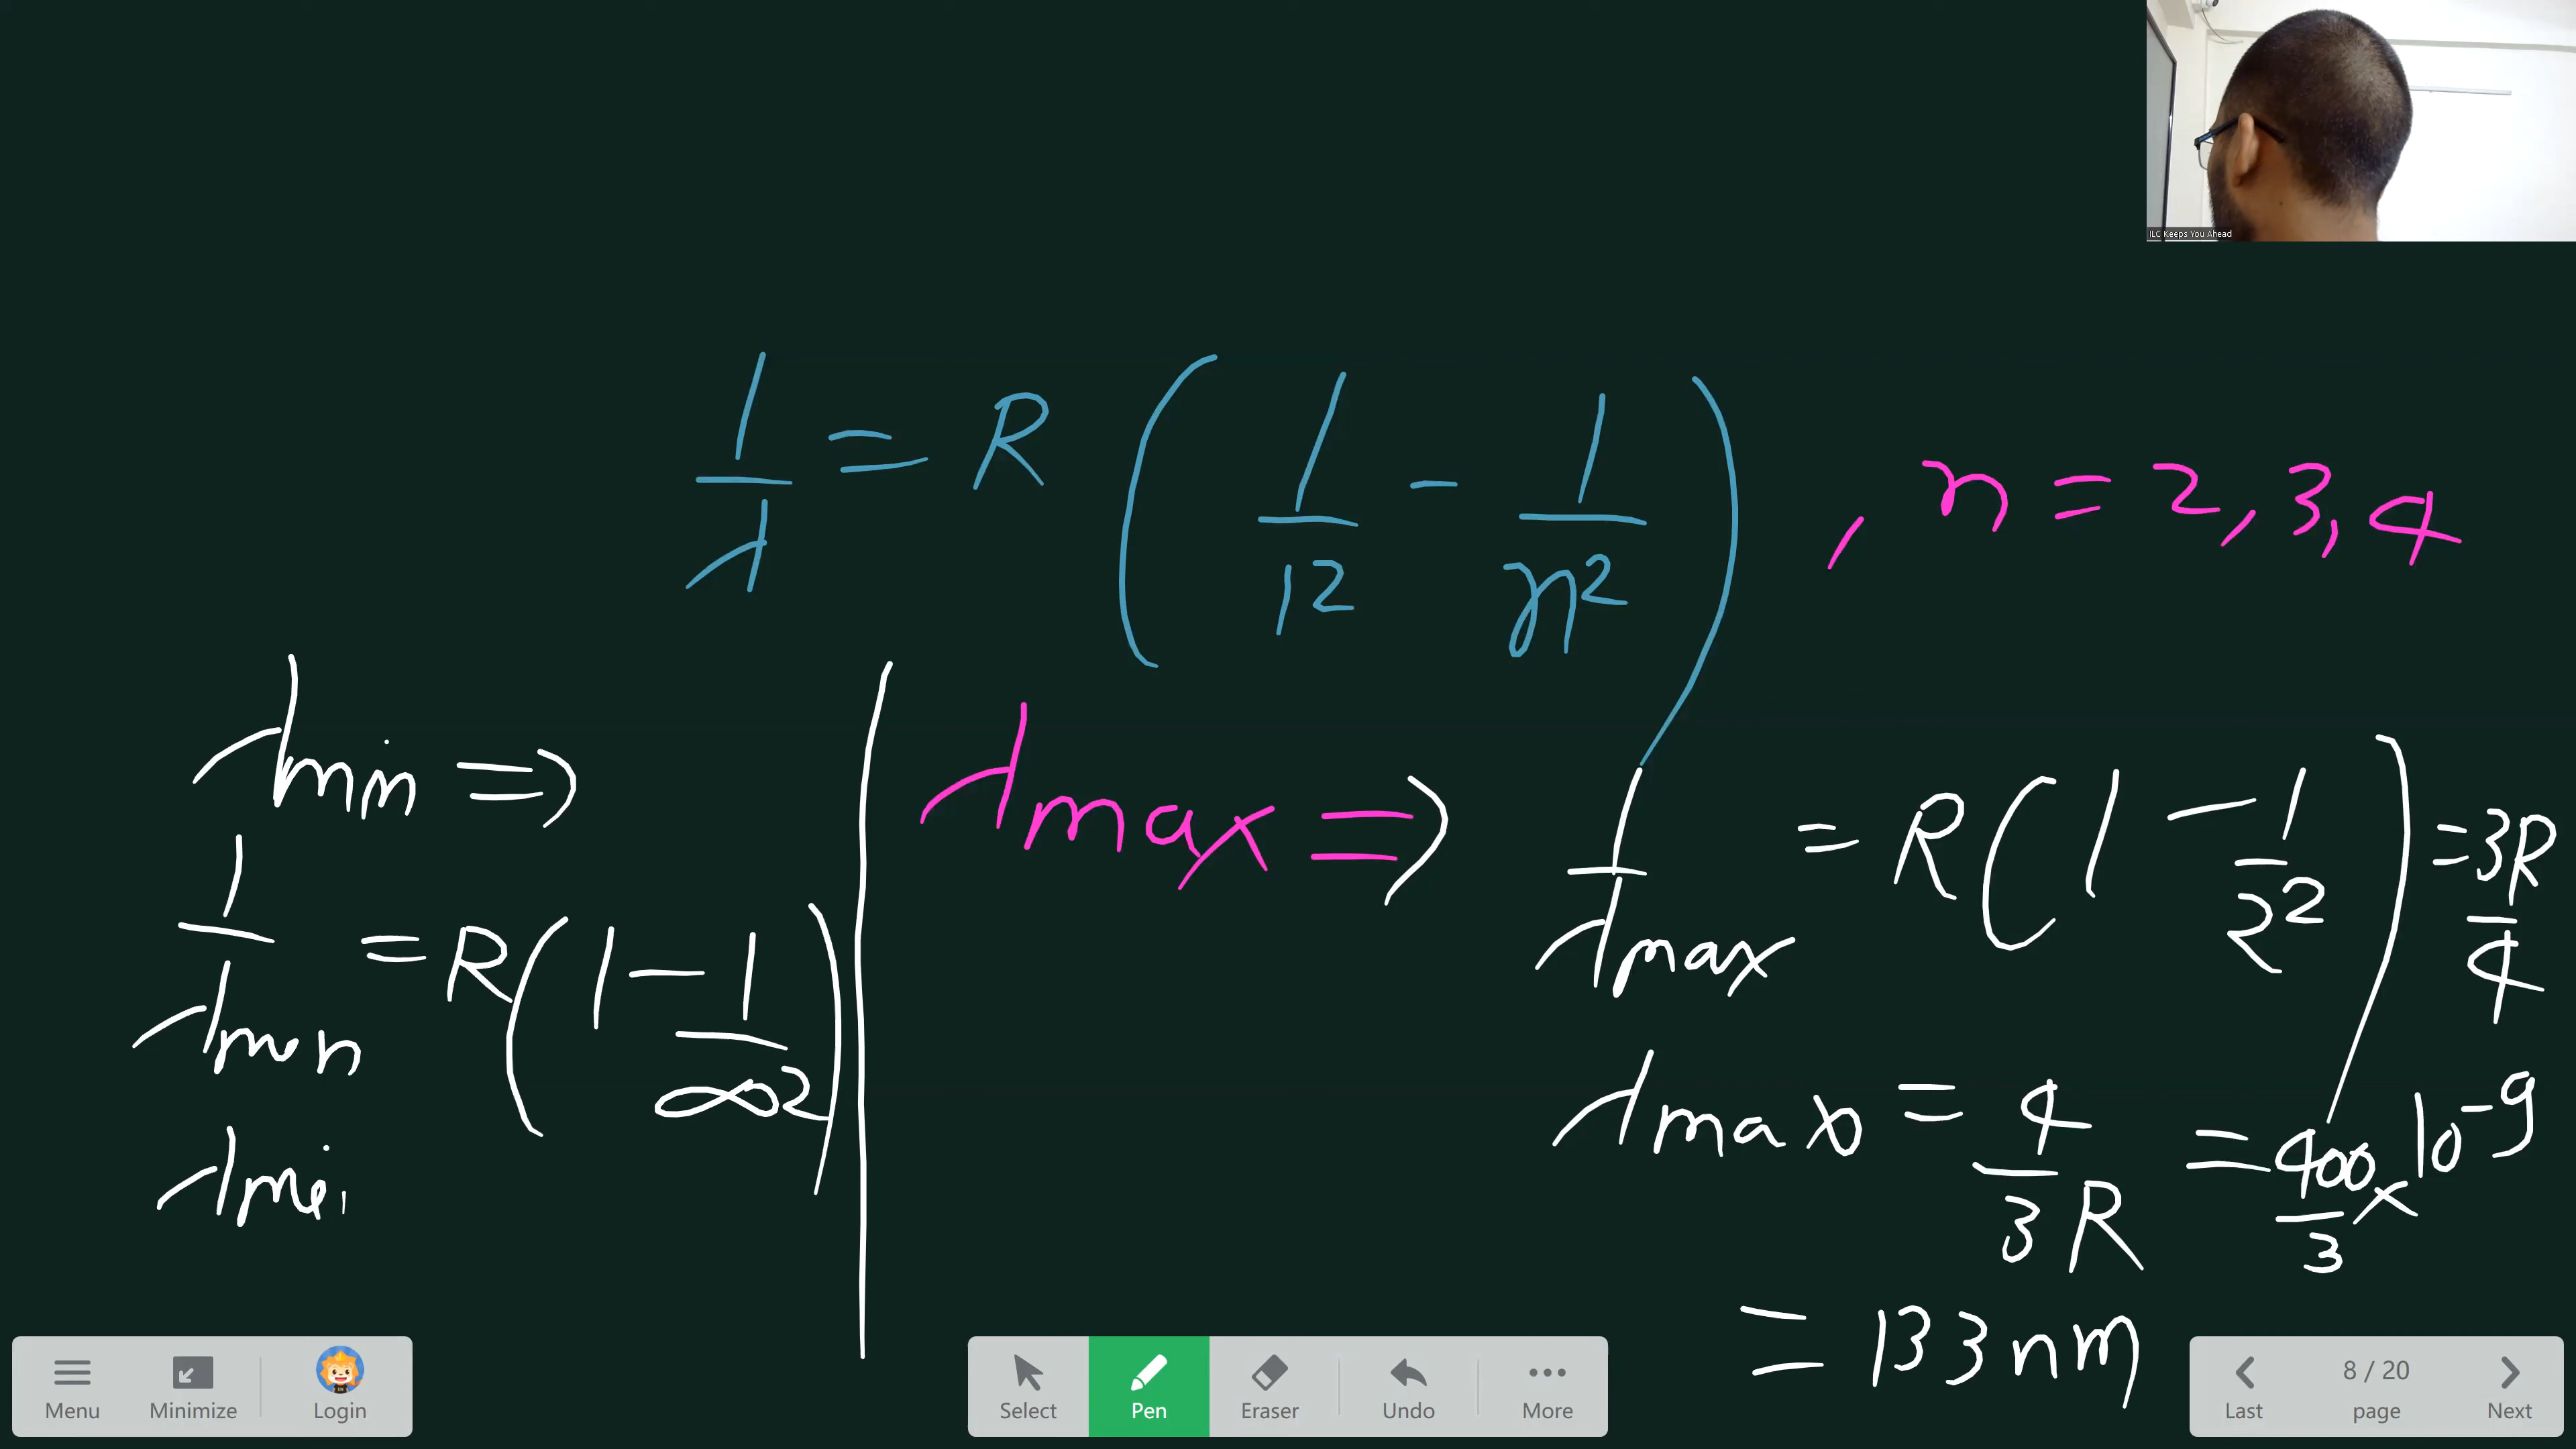 ILC Keeps You Ahead
1/λ = R ( 1/1² - 1/n² ) , n = 2, 3, 4
λmin =>
1/λmin = R ( 1 - 1/∞² )
λmi
λmax => 1/λmax = R ( 1 - 1/2² ) = 3R/4
λmax = 4/3R = 400/3 x 10⁻⁹
= 133 nm
Menu Minimize Login
Select Pen Eraser Undo More
Last 8 / 20 page Next